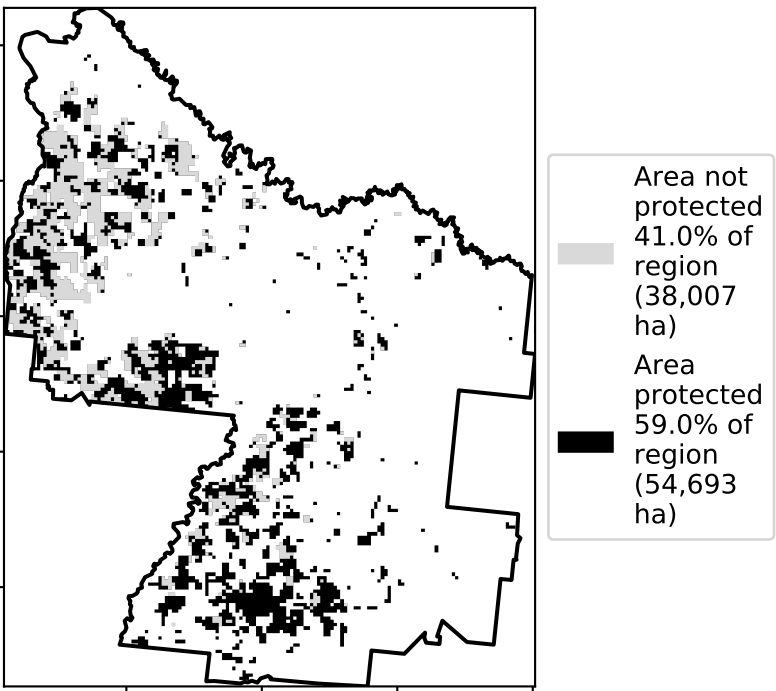 Area not
protected
41.0% of
region
(38,007
ha)
Area
protected
59.0% of
region
(54,693
ha)